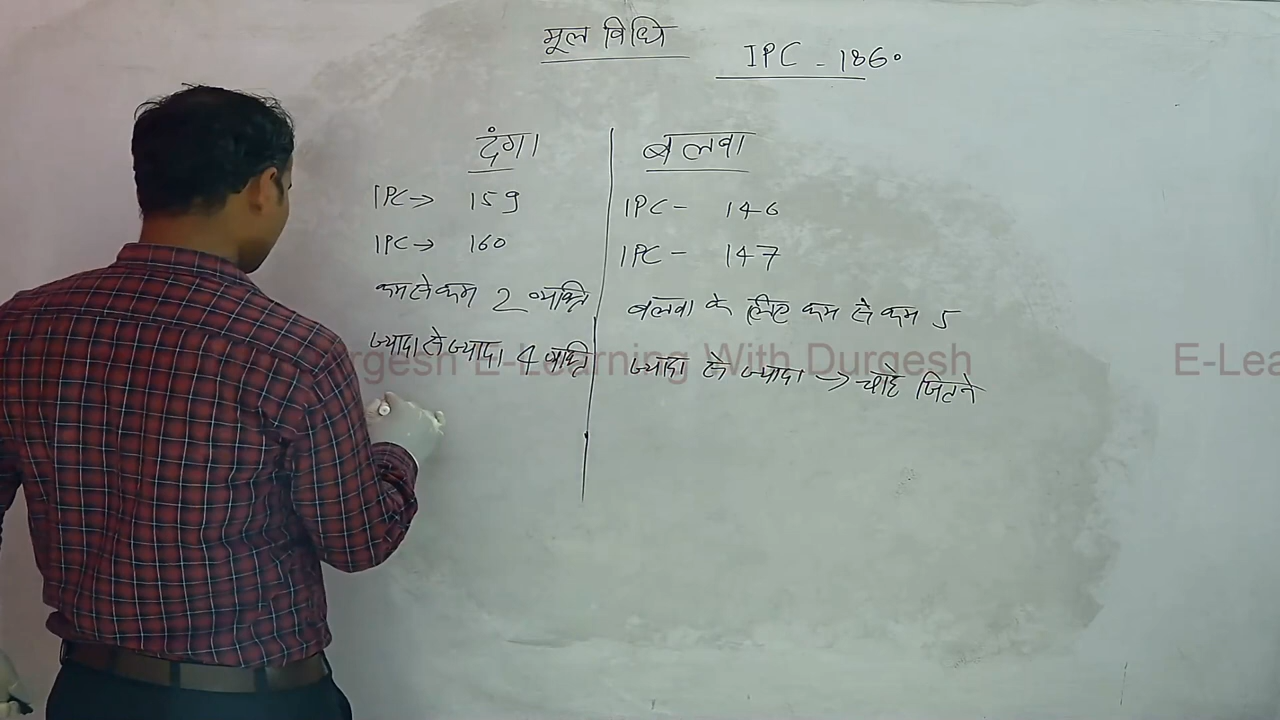 मूल विधि
IPC - 1860
दंगा
IPC → 159
IPC → 160
कम से कम 2 व्यक्ति
ज्यादा से ज्यादा 4 व्यक्ति
बलवा
IPC - 146
IPC - 147
बलवा के लिए कम से कम 5
ज्यादा से ज्यादा → चाहे जितने
rgesh E-Learning With Durgesh
E-Lea